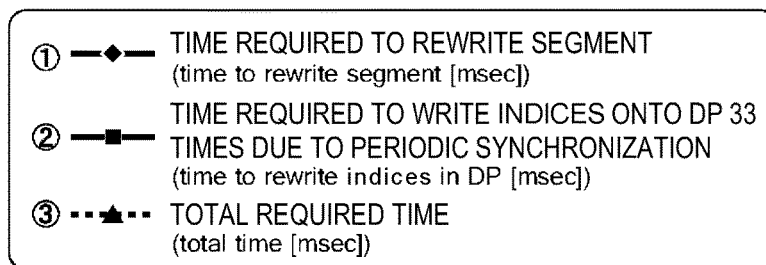 ① TIME REQUIRED TO REWRITE SEGMENT
(time to rewrite segment [msec])
② TIME REQUIRED TO WRITE INDICES ONTO DP 33
TIMES DUE TO PERIODIC SYNCHRONIZATION
(time to rewrite indices in DP [msec])
③ TOTAL REQUIRED TIME
(total time [msec])